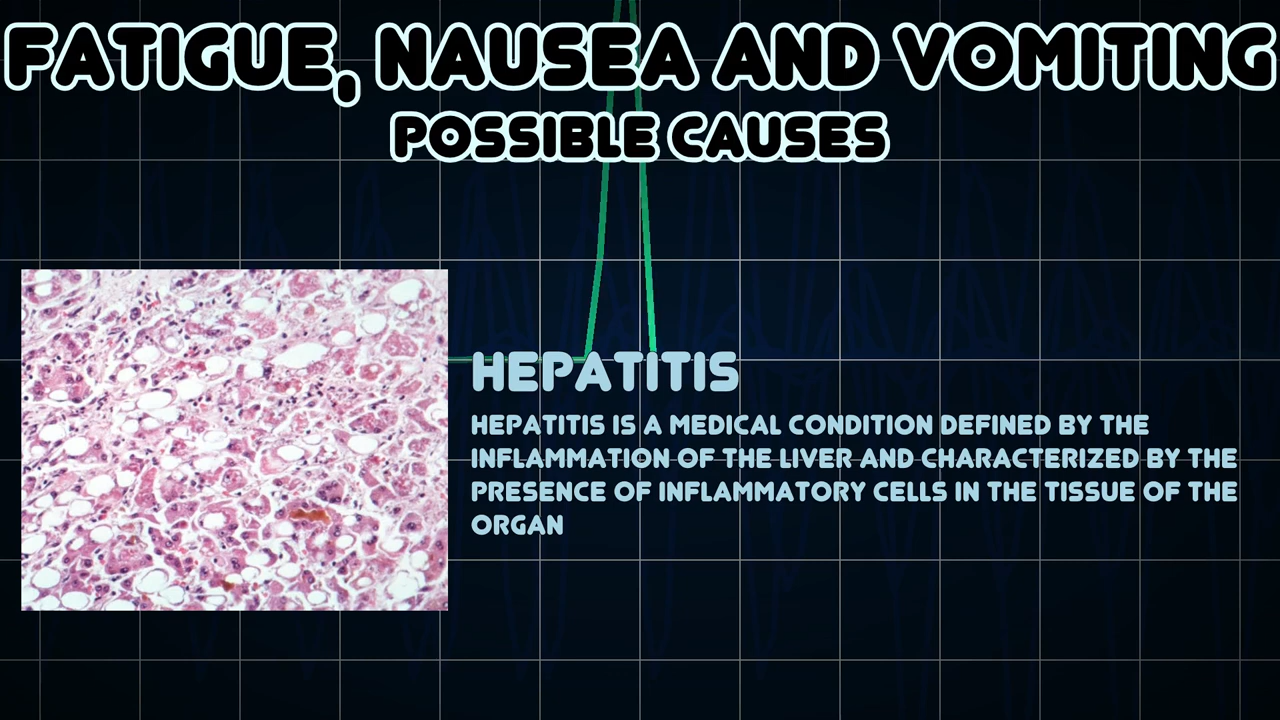 FATIGUE, NAUSEA AND VOMITING
POSSIBLE CAUSES
HEPATITIS
HEPATITIS IS A MEDICAL CONDITION DEFINED BY THE
INFLAMMATION OF THE LIVER AND CHARACTERIZED BY THE
PRESENCE OF INFLAMMATORY CELLS IN THE TISSUE OF THE
ORGAN